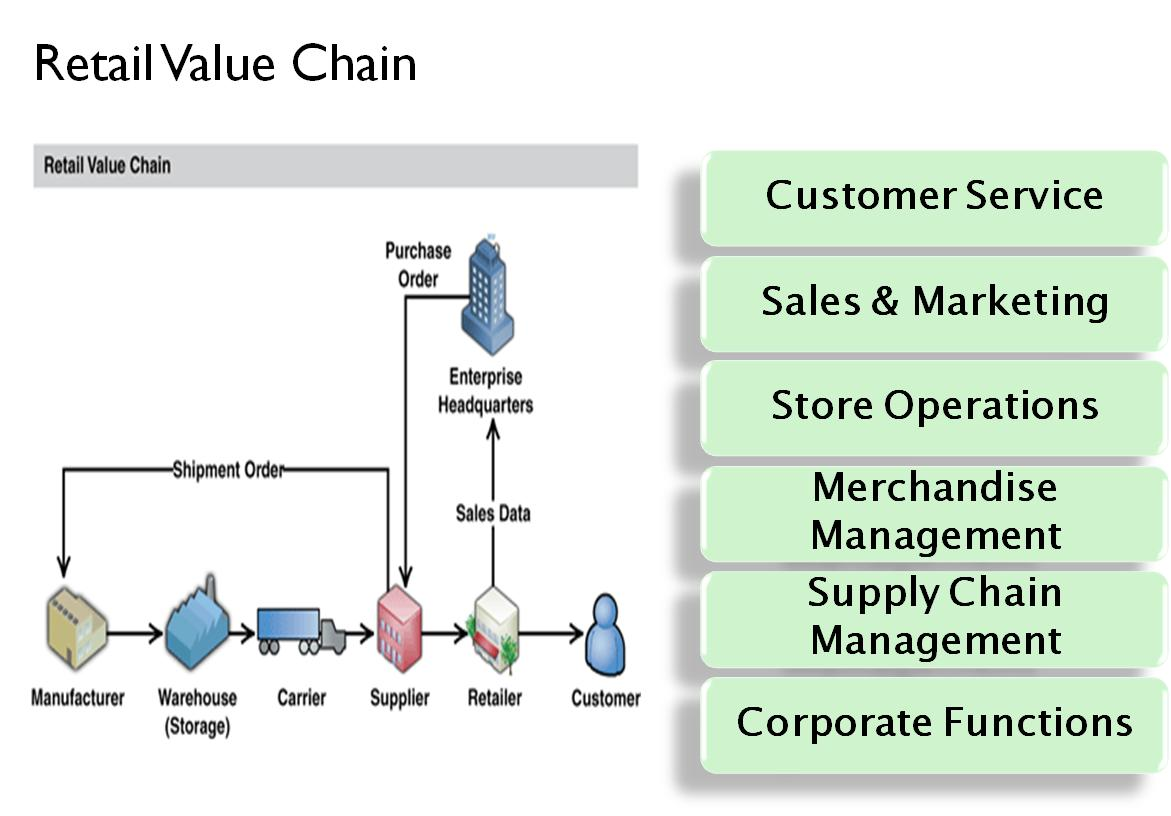 Retail Value Chain
Retail Value Chain
Purchase
Order
Enterprise
Headquarters
Shipment Order
Sales Data
Manufacturer
Warehouse
(Storage)
Carrier
Supplier
Retailer
Customer
Customer Service
Sales & Marketing
Store Operations
Merchandise
Management
Supply Chain
Management
Corporate Functions